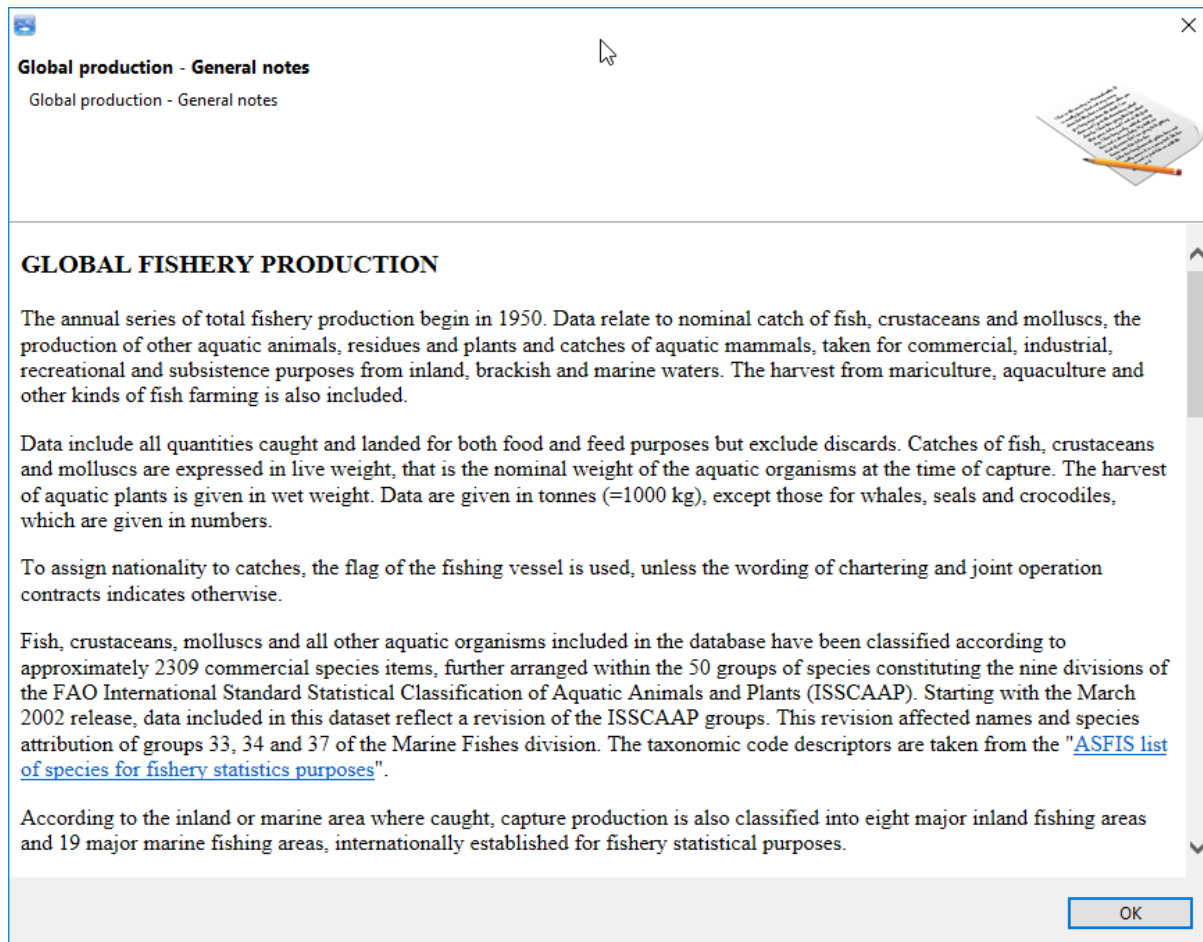 Global production - General notes
Global production - General notes
GLOBAL FISHERY PRODUCTION
The annual series of total fishery production begin in 1950. Data relate to nominal catch of fish, crustaceans and molluscs, the
production of other aquatic animals, residues and plants and catches of aquatic mammals, taken for commercial, industrial,
recreational and subsistence purposes from inland, brackish and marine waters. The harvest from mariculture, aquaculture and
other kinds of fish farming is also included.
Data include all quantities caught and landed for both food and feed purposes but exclude discards. Catches of fish, crustaceans
and molluscs are expressed in live weight, that is the nominal weight of the aquatic organisms at the time of capture. The harvest
of aquatic plants is given in wet weight. Data are given in tonnes (=1000 kg), except those for whales, seals and crocodiles,
which are given in numbers.
To assign nationality to catches, the flag of the fishing vessel is used, unless the wording of chartering and joint operation
contracts indicates otherwise.
Fish, crustaceans, molluscs and all other aquatic organisms included in the database have been classified according to
approximately 2309 commercial species items, further arranged within the 50 groups of species constituting the nine divisions of
the FAO International Standard Statistical Classification of Aquatic Animals and Plants (ISSCAAP). Starting with the March
2002 release, data included in this dataset reflect a revision of the ISSCAAP groups. This revision affected names and species
attribution of groups 33, 34 and 37 of the Marine Fishes division. The taxonomic code descriptors are taken from the "ASFIS list
of species for fishery statistics purposes".
According to the inland or marine area where caught, capture production is also classified into eight major inland fishing areas
and 19 major marine fishing areas, internationally established for fishery statistical purposes.
OK